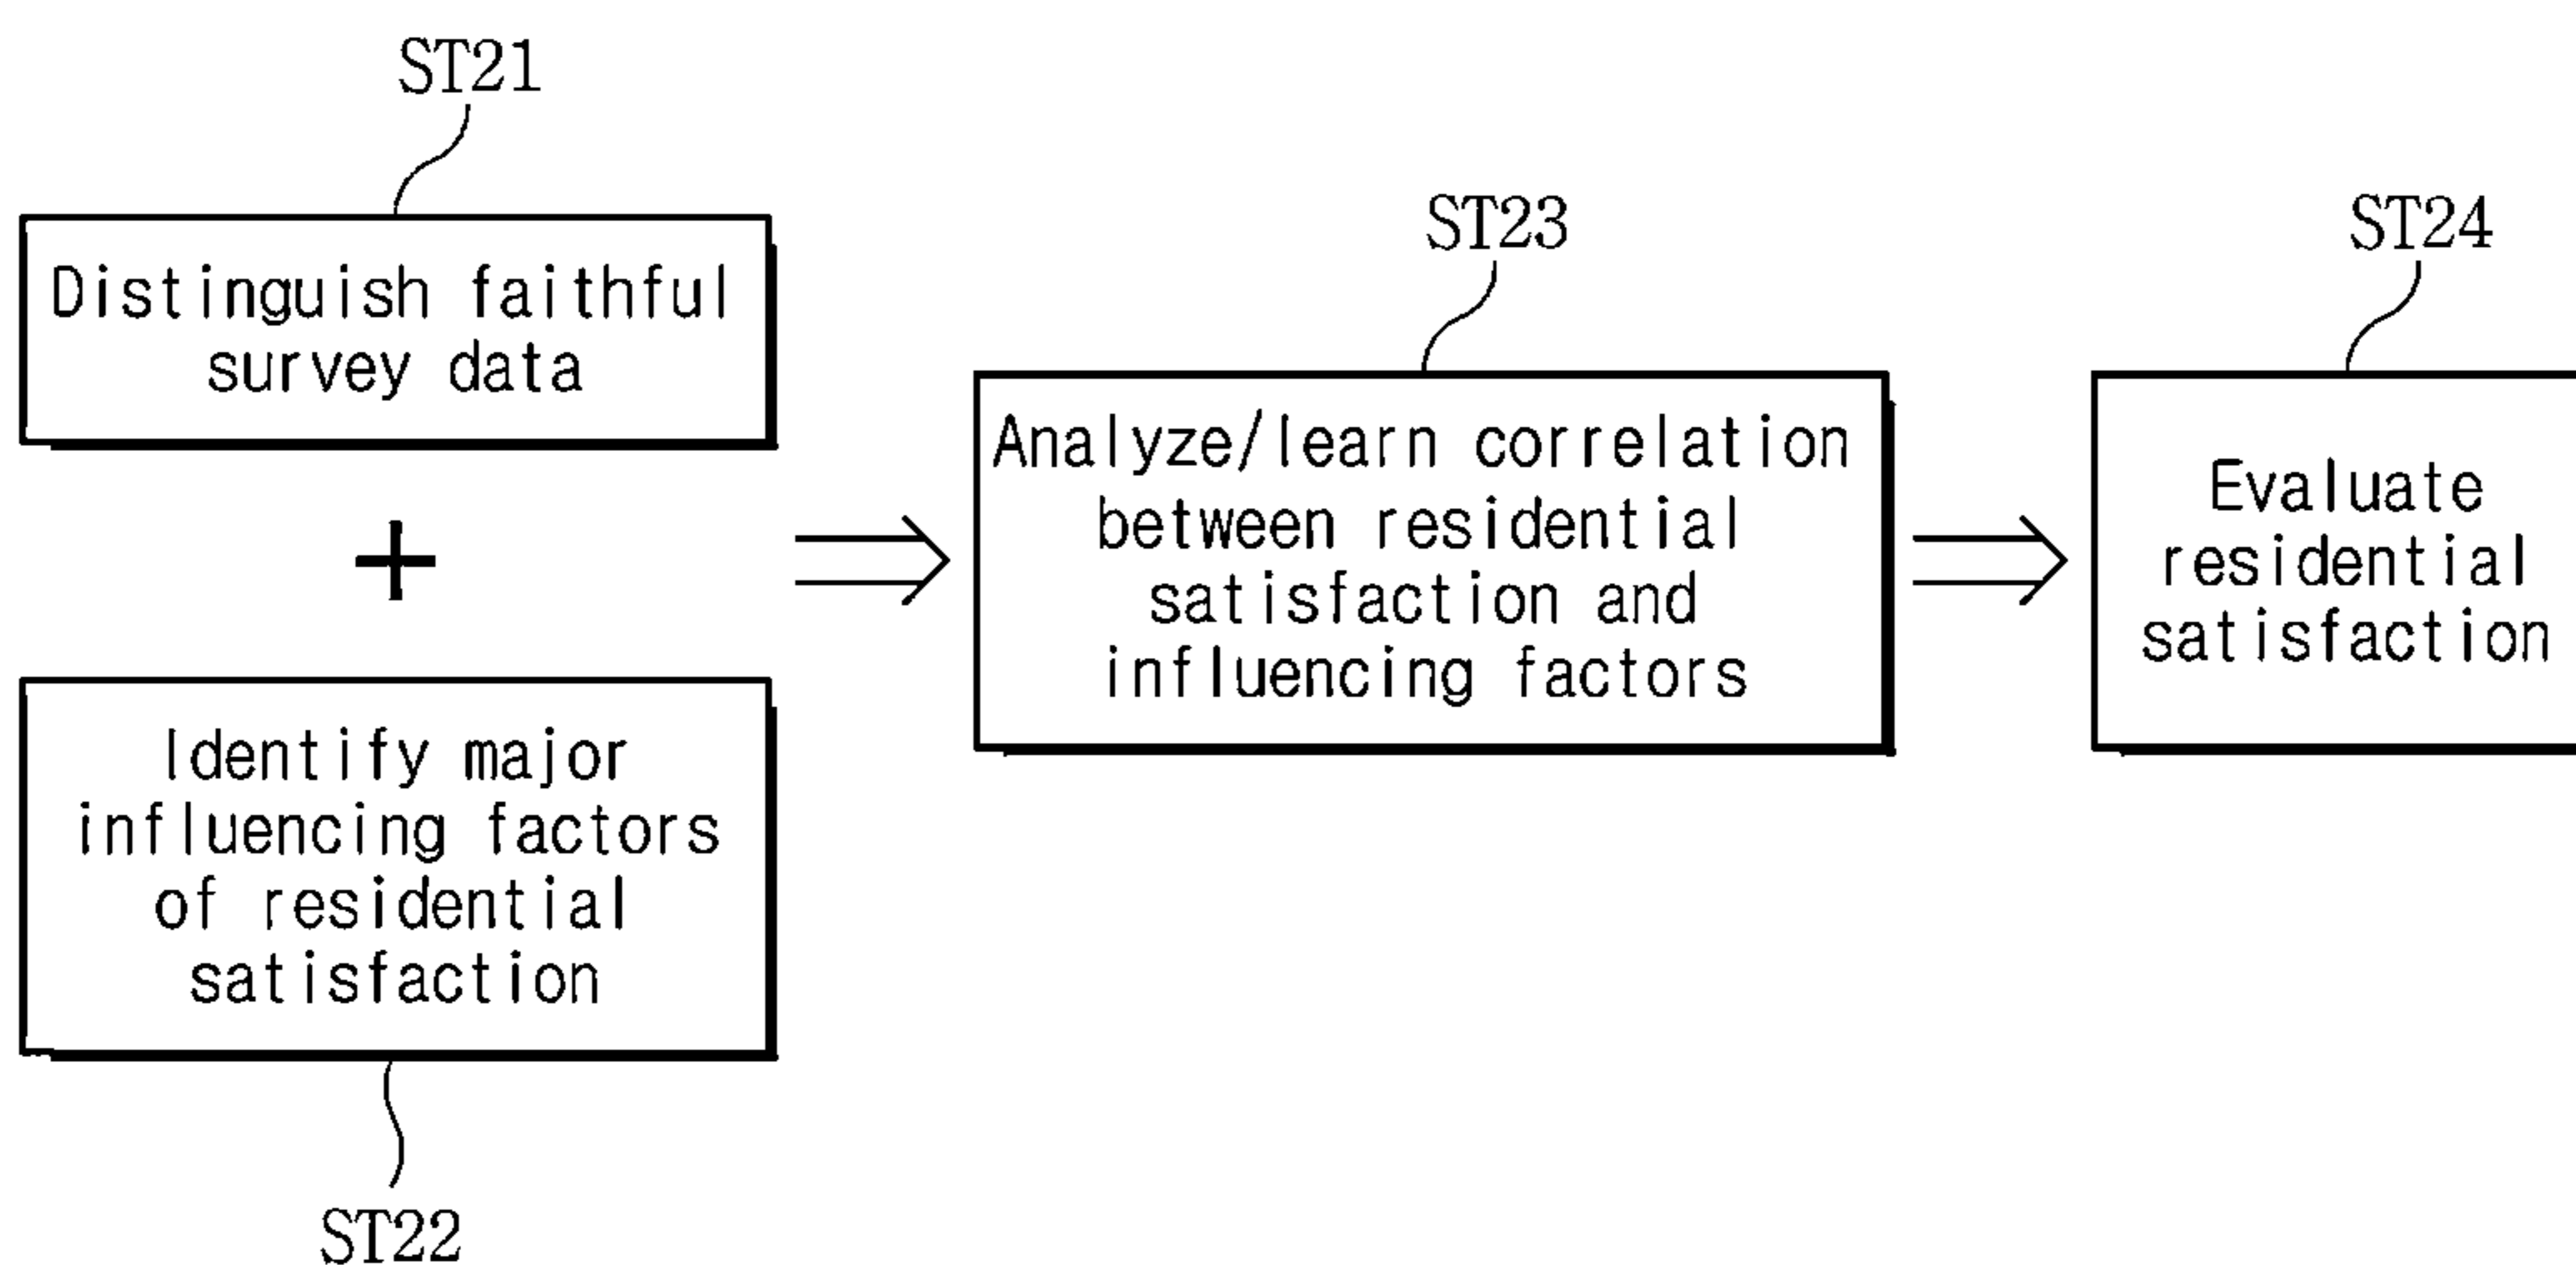 ST21
Distinguish faithful
survey data
+
Identify major
influencing factors
of residential
satisfaction
ST22
ST23
Analyze/learn correlation
between residential
satisfaction and
influencing factors
ST24
Evaluate
residential
satisfaction